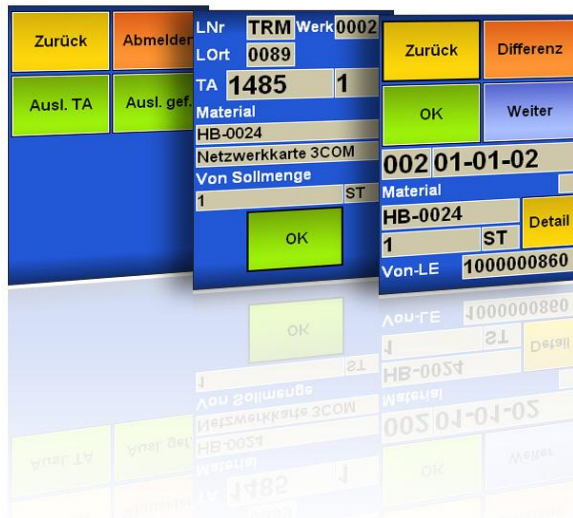 Zurück Abmelden
Ausl. TA Ausl. gef.
LNr TRM Werk 0002
LOrt 0089
TA 1485 1
Material
HB-0024
Netzwerkkarte 3COM
Von Sollmenge
1 ST
OK
Zurück Differenz
OK Weiter
002 01-01-02
Material
HB-0024
1 ST Detail
Von-LE 1000000860